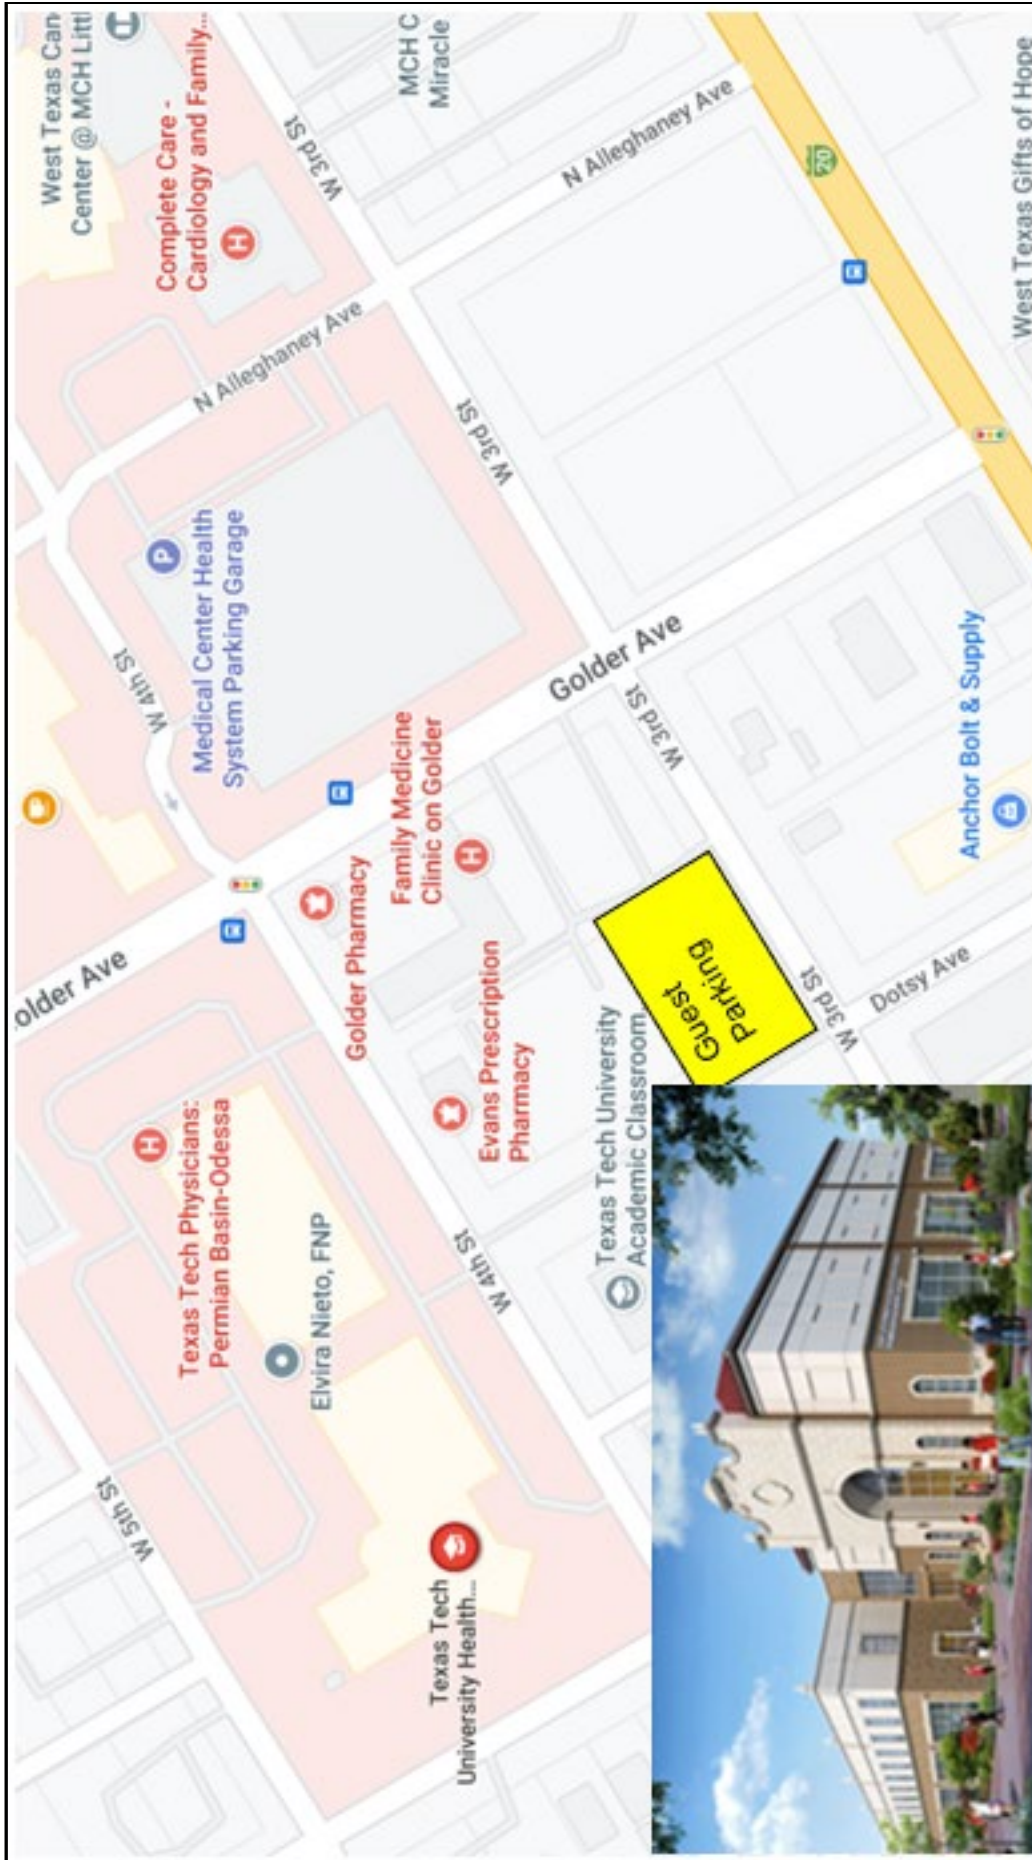 West Texas Can
Center @ MCH Littl
older Ave
W 5th St
W 4th St
Complete Care -
Cardiology and Family...
Texas Tech Physicians:
Permian Basin-Odessa
Medical Center Health
System Parking Garage
N Alleghaney Ave
W 3rd St
Elvira Nieto, FNP
Golder Pharmacy
Family Medicine
Clinic on Golder
MCH C
Miracle
Texas Tech
University Health...
W 4th St
Evans Prescription
Pharmacy
W 3rd St
Golder Ave
N Alleghaney Ave
Texas Tech University
Academic Classroom
W 3rd St
Guest
Parking
W 3rd St
20
Dotsy Ave
Anchor Bolt & Supply
West Texas Gifts of Hope